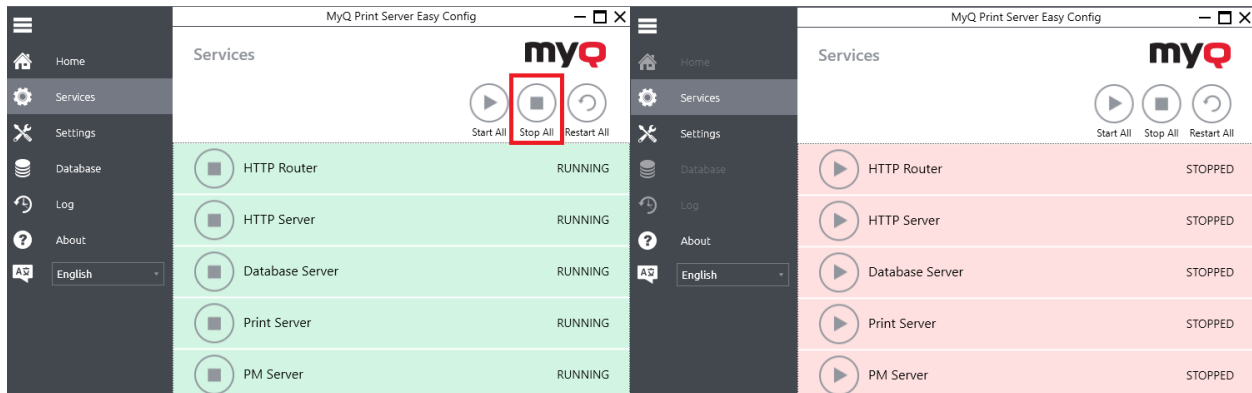 MyQ Print Server Easy Config
Home
Services
Settings
Database
Log
About
English
Services
myQ
Start All Stop All Restart All
HTTP Router RUNNING
HTTP Server RUNNING
Database Server RUNNING
Print Server RUNNING
PM Server RUNNING
MyQ Print Server Easy Config
Home
Services
Settings
Database
Log
About
English
Services
myQ
Start All Stop All Restart All
HTTP Router STOPPED
HTTP Server STOPPED
Database Server STOPPED
Print Server STOPPED
PM Server STOPPED